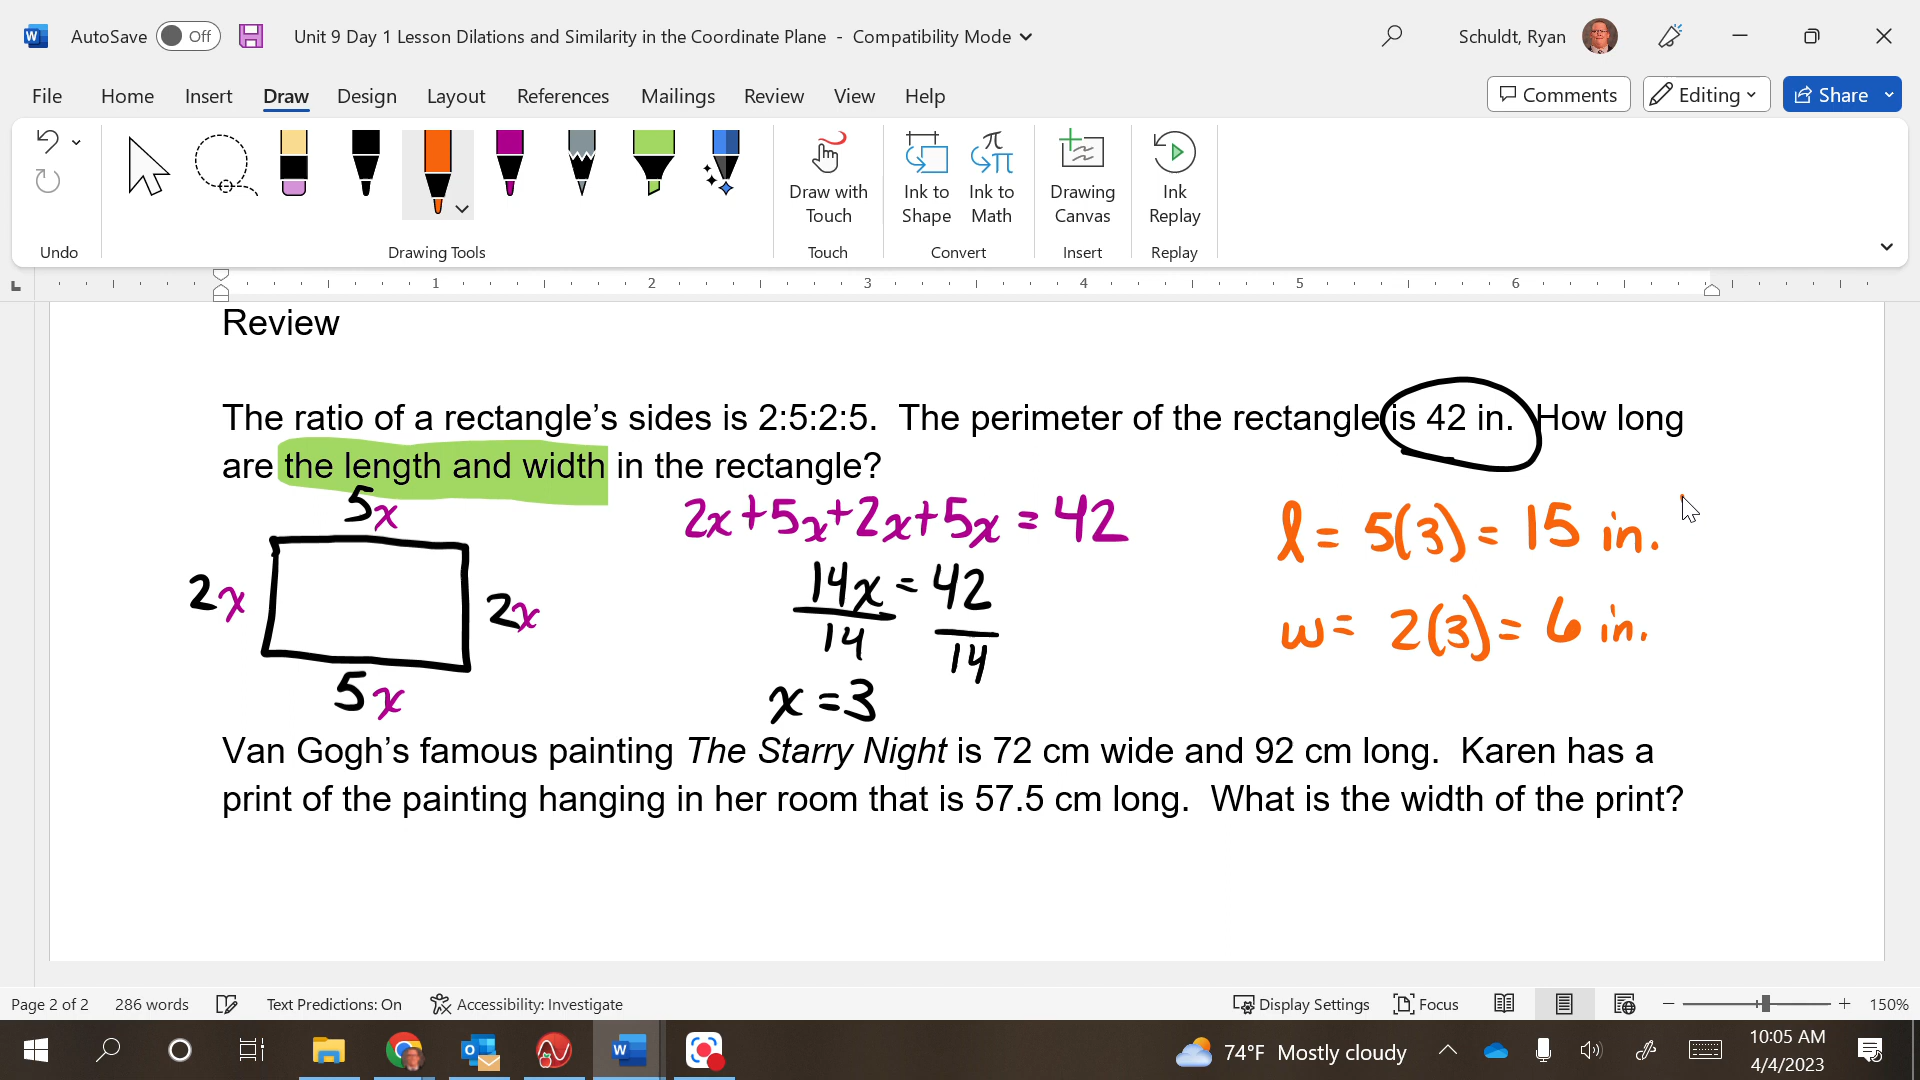 AutoSave Off Unit 9 Day 1 Lesson Dilations and Similarity in the Coordinate Plane - Compatibility Mode Schuldt, Ryan
File Home Insert Draw Design Layout References Mailings Review View Help Comments Editing Share
Draw with Touch
Ink to Shape
Ink to Math
Drawing Canvas
Ink Replay
Undo Drawing Tools Touch Convert Insert Replay
1 2 3 4 5 6
Review
The ratio of a rectangle’s sides is 2:5:2:5. The perimeter of the rectangle is 42 in. How long
are the length and width in the rectangle?
5x
2x 2x
5x
2x+5x+2x+5x = 42
14x = 42
14 14
x = 3
l = 5(3) = 15 in.
w = 2(3) = 6 in.
Van Gogh’s famous painting The Starry Night is 72 cm wide and 92 cm long. Karen has a
print of the painting hanging in her room that is 57.5 cm long. What is the width of the print?
Page 2 of 2 286 words Text Predictions: On Accessibility: Investigate Display Settings Focus 150%
74°F Mostly cloudy 10:05 AM
4/4/2023